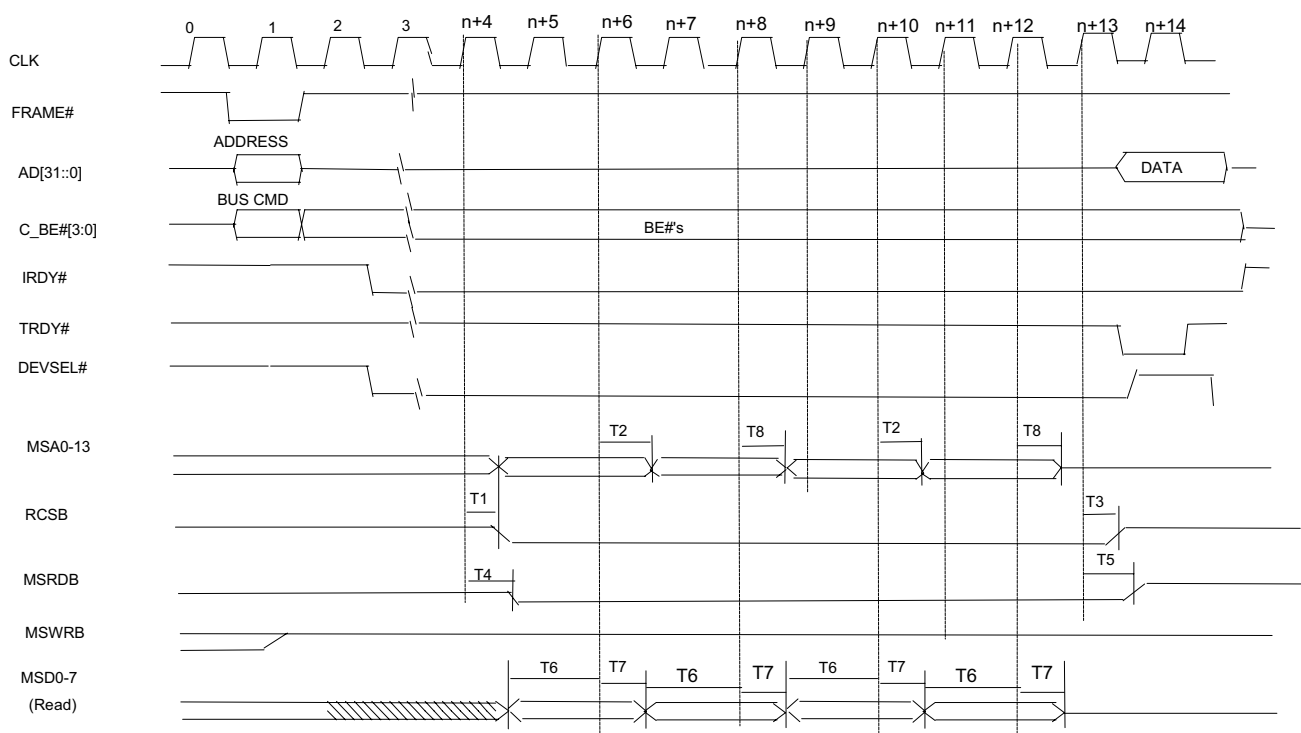 0 1 2 3 n+4 n+5 n+6 n+7 n+8 n+9 n+10 n+11 n+12 n+13 n+14
CLK
FRAME#
ADDRESS
AD[31::0] DATA
BUS CMD
C_BE#[3:0] BE#'s
IRDY#
TRDY#
DEVSEL#
T2 T8 T2 T8
MSA0-13
T1 T3
RCSB
T4 T5
MSRDB
MSWRB
T6 T7 T6 T7 T6 T7 T6 T7
MSD0-7
(Read)